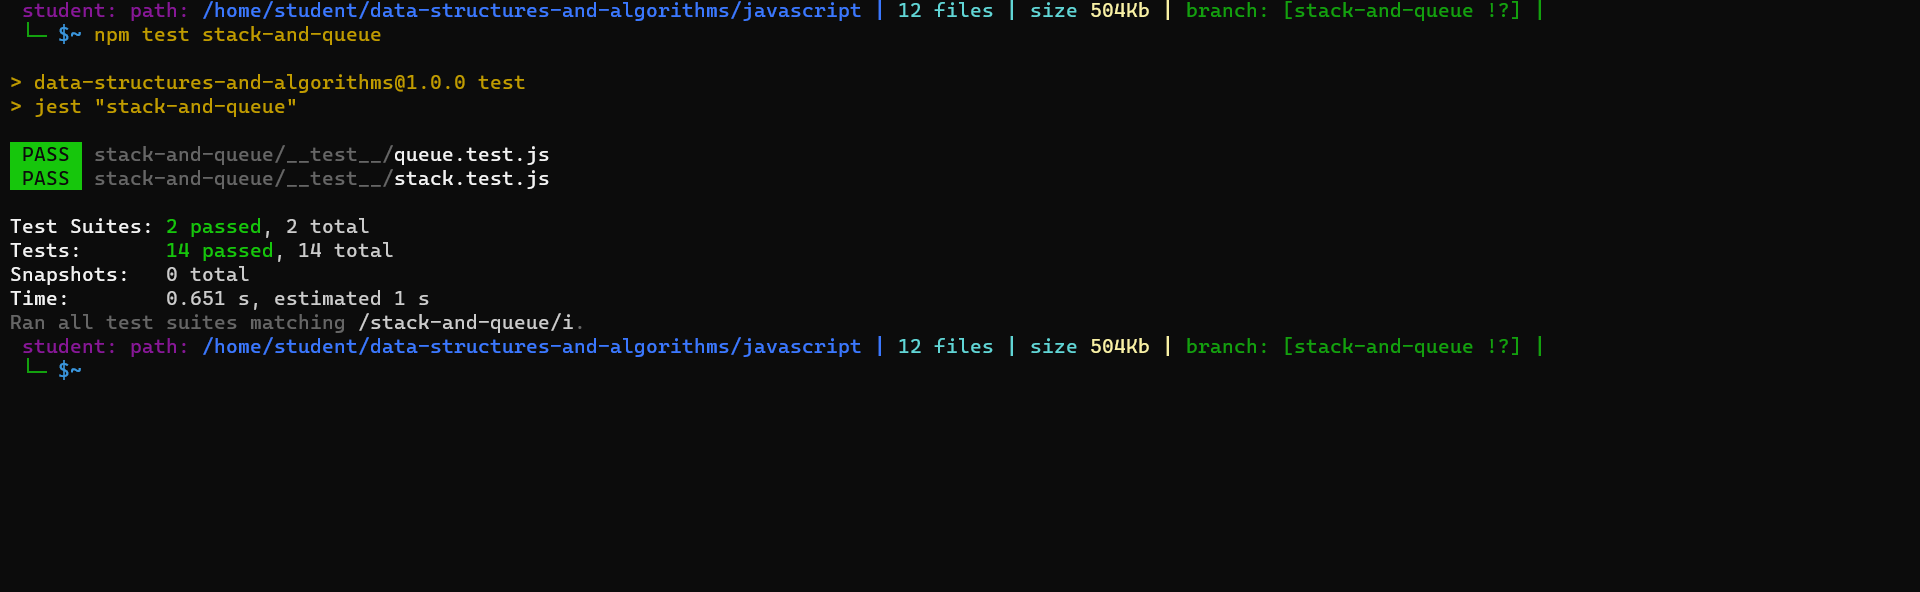 student: path: /home/student/data-structures-and-algorithms/javascript | 12 files | size 504Kb | branch: [stack-and-queue !?] |
└─ $~ npm test stack-and-queue
> data-structures-and-algorithms@1.0.0 test
> jest "stack-and-queue"
PASS stack-and-queue/__test__/queue.test.js
PASS stack-and-queue/__test__/stack.test.js
Test Suites: 2 passed, 2 total
Tests: 14 passed, 14 total
Snapshots: 0 total
Time: 0.651 s, estimated 1 s
Ran all test suites matching /stack-and-queue/i.
student: path: /home/student/data-structures-and-algorithms/javascript | 12 files | size 504Kb | branch: [stack-and-queue !?] |
└─ $~